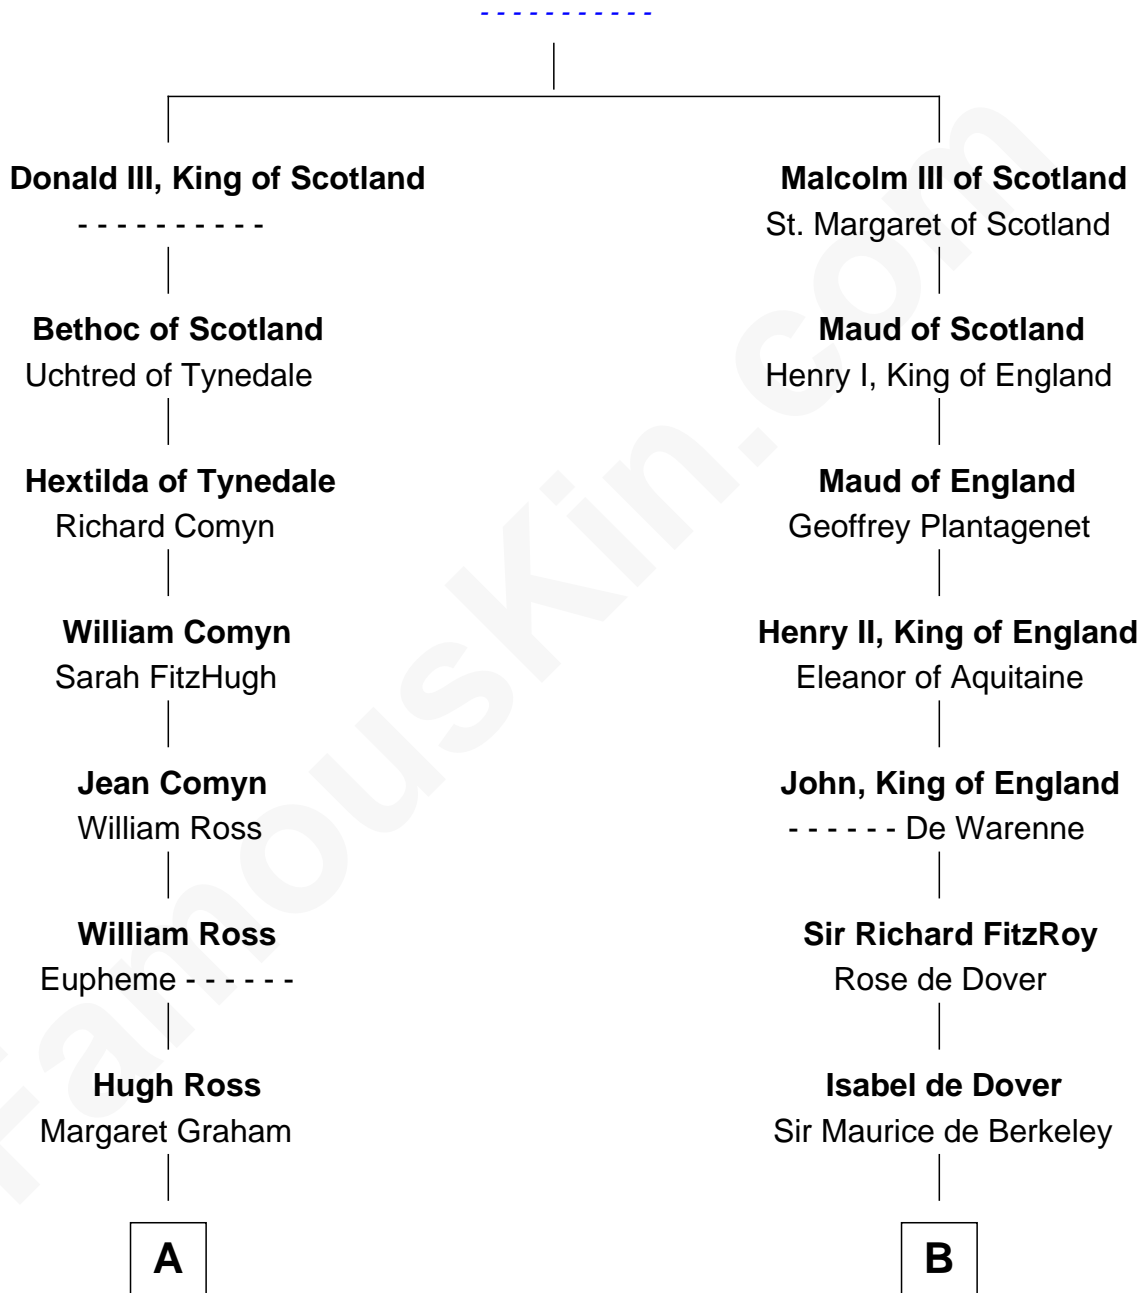 - - - - - - - - - - -
Donald III, King of Scotland
- - - - - - - - - -
Bethoc of Scotland
Uchtred of Tynedale
Hextilda of Tynedale
Richard Comyn
William Comyn
Sarah FitzHugh
Jean Comyn
William Ross
William Ross
Eupheme - - - - - -
Hugh Ross
Margaret Graham
A
Malcolm III of Scotland
St. Margaret of Scotland
Maud of Scotland
Henry I, King of England
Maud of England
Geoffrey Plantagenet
Henry II, King of England
Eleanor of Aquitaine
John, King of England
- - - - - - De Warenne
Sir Richard FitzRoy
Rose de Dover
Isabel de Dover
Sir Maurice de Berkeley
B
FamousKin.com